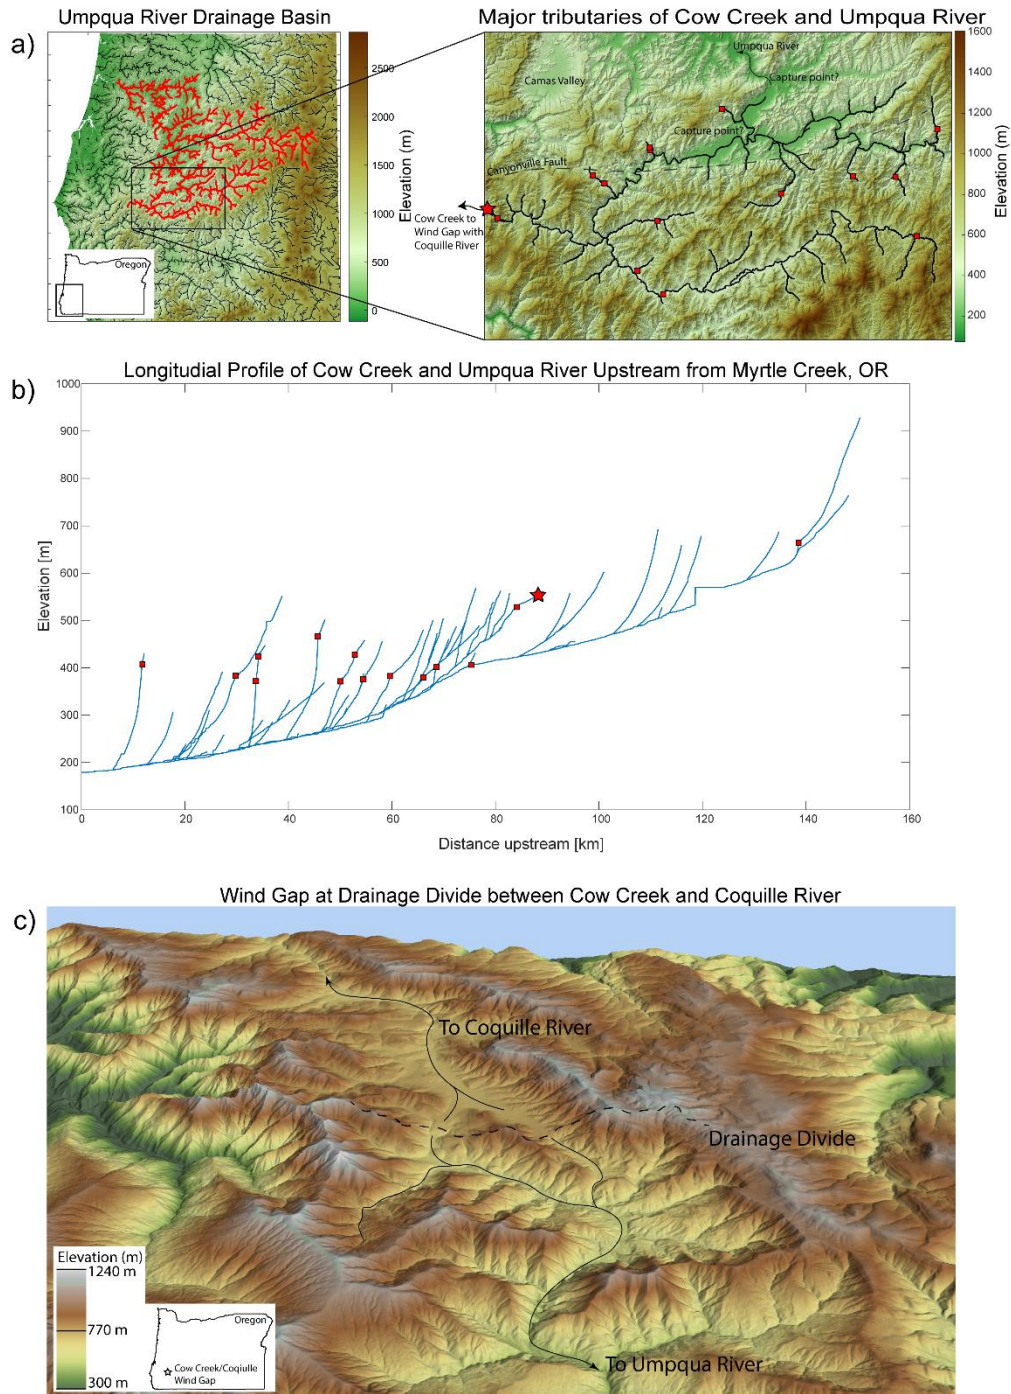 Umpqua River Drainage Basin
Major tributaries of Cow Creek and Umpqua River
a)
2500
2000
1500
1000
500
0
Elevation (m)
Oregon
Umpqua River
Camas Valley
Capture point?
Capture point?
Canyonville Fault
Cow Creek to
Wind Gap with
Coquille River
1600
1400
1200
1000
800
600
400
200
Elevation (m)
b)
Longitudial Profile of Cow Creek and Umpqua River Upstream from Myrtle Creek, OR
1000
900
800
700
600
500
400
300
200
100
Elevation [m]
0
20
40
60
80
100
120
140
160
Distance upstream [km]
Wind Gap at Drainage Divide between Cow Creek and Coquille River
c)
To Coquille River
Drainage Divide
To Umpqua River
Elevation (m)
1240 m
770 m
300 m
Oregon
Cow Creek/Coqiulle
Wind Gap